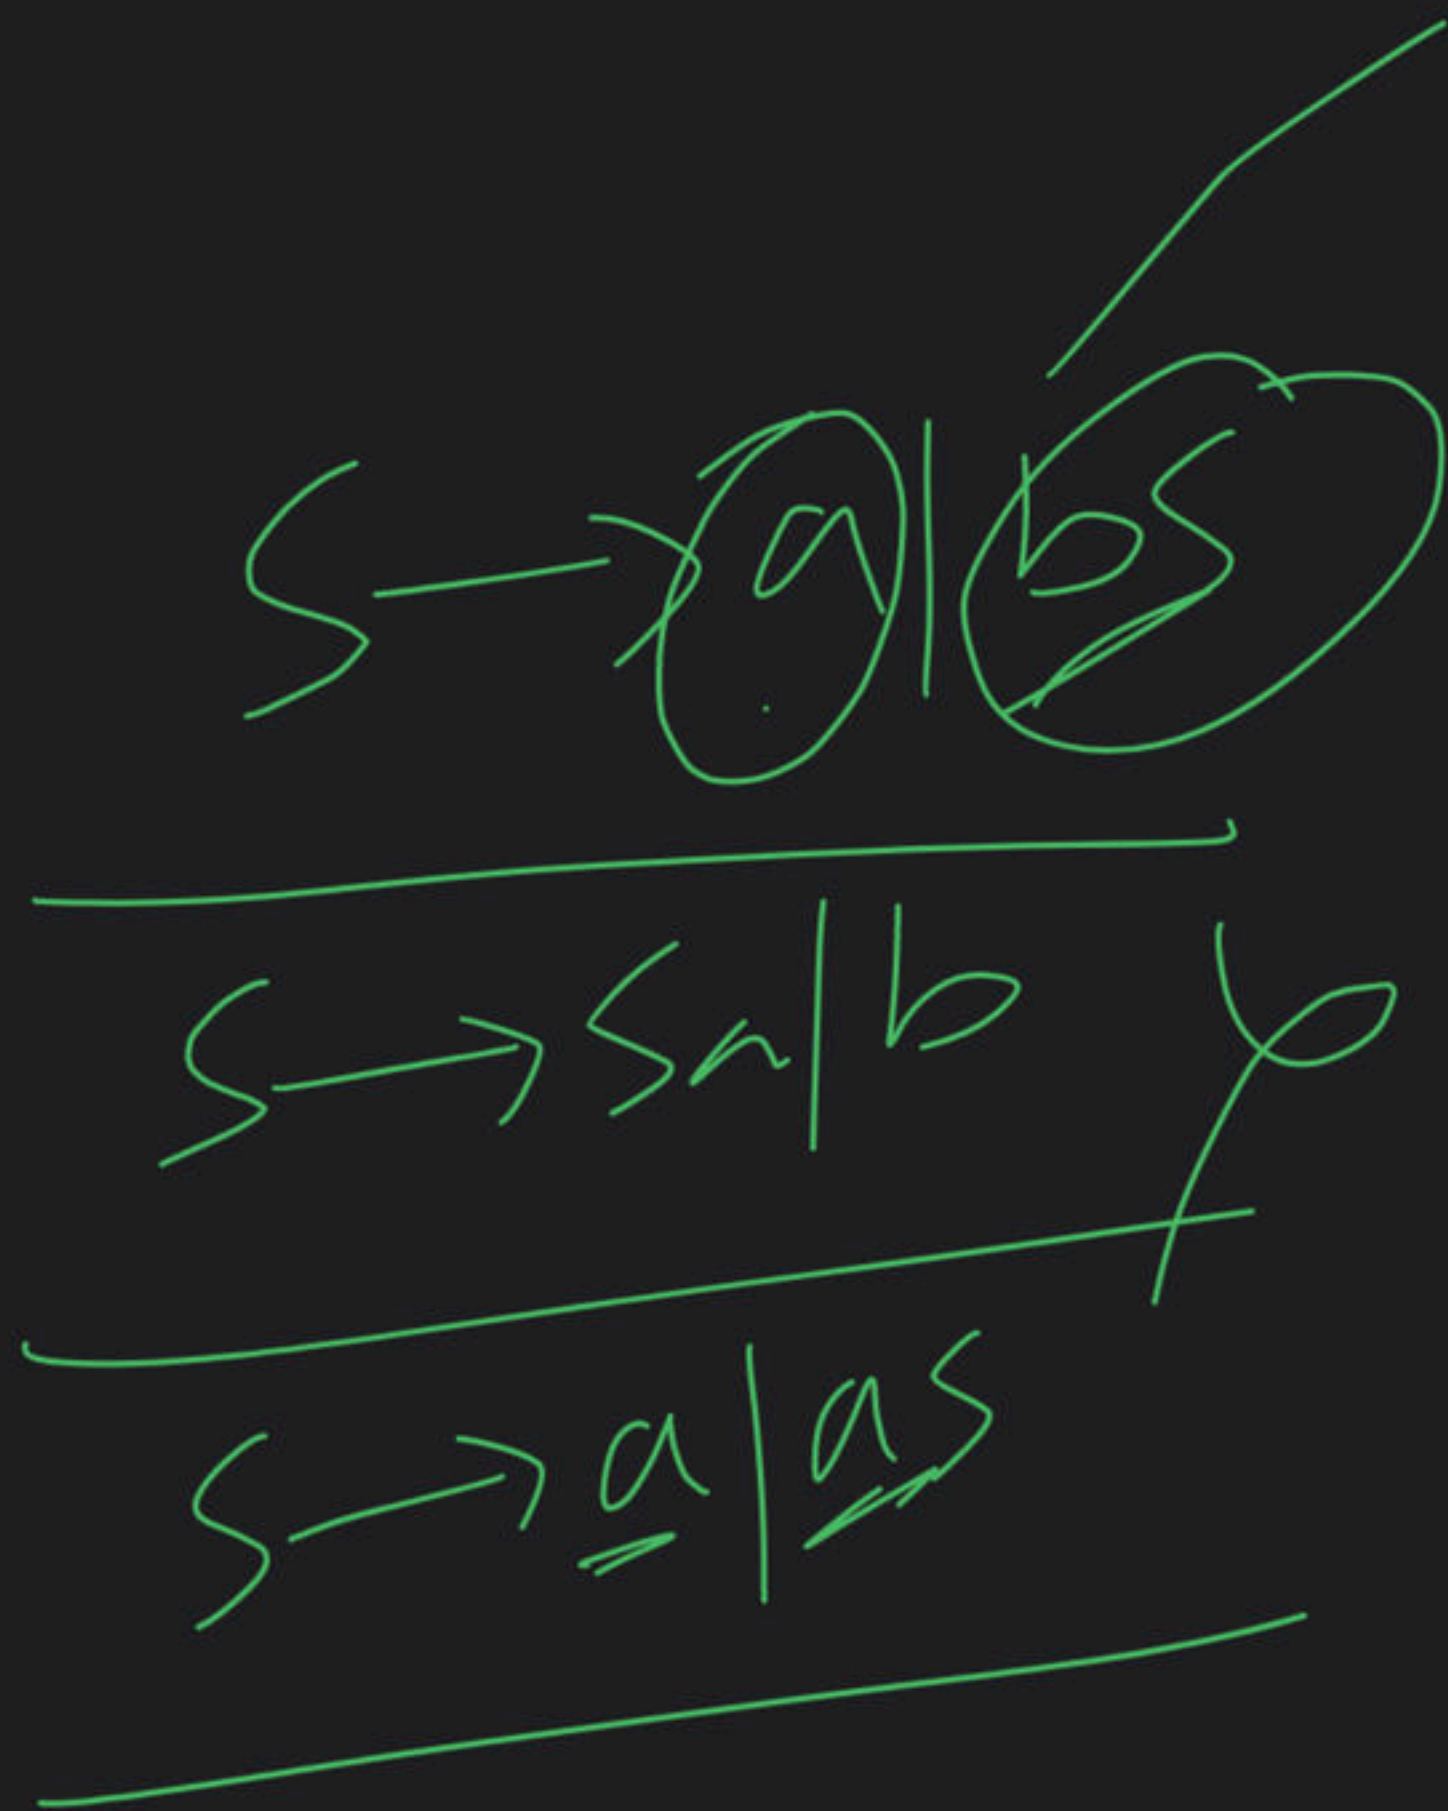 S → a | bS
S → Sa | b
S → a | aS